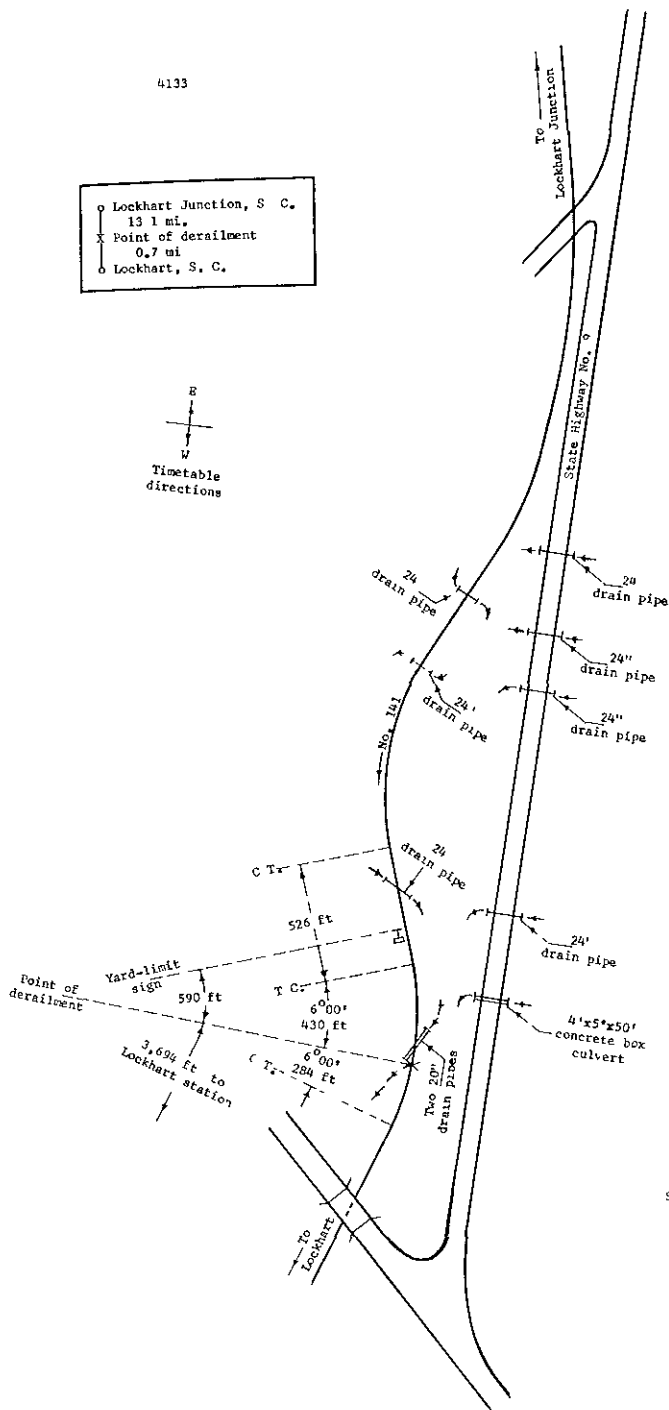 4133
To
Lockhart Junction
Lockhart Junction, S C.
13 1 mi.
X Point of derailment
0.7 mi
Lockhart, S. C.
E
W
Timetable
directions
State Highway No. 9
24
drain pipe
24
drain pipe
24"
drain pipe
24'
drain pipe
24"
drain pipe
No. 141
24
drain pipe
C T.
526 ft
24'
drain pipe
Yard-limit
sign
T C.
Point of
derailment
590 ft
6°00'
430 ft
4'x5'x50'
concrete box
culvert
6°00'
284 ft
C T.
3,694 ft to
Lockhart station
Two 20"
drain pipes
To
Lockhart